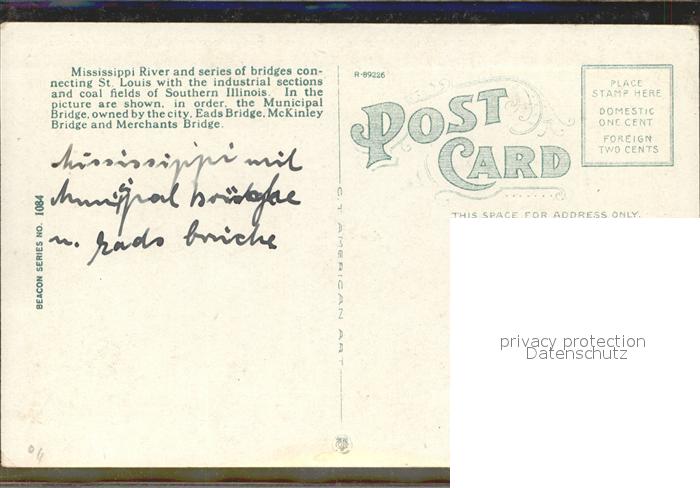 Mississippi River and series of bridges con-
necting St. Louis with the industrial sections
and coal fields of Southern Illinois. In the
picture are shown, in order, the Municipal
Bridge, owned by the city, Eads Bridge, McKinley
Bridge and Merchants Bridge.
Mississippi mit
u. Eads briche
BEACON SERIES NO. 1084
R-89226
POST
CARD
PLACE
STAMP HERE
DOMESTIC
ONE CENT
FOREIGN
TWO CENTS
THIS SPACE FOR ADDRESS ONLY.
C T AMERICAN ART
privacy protection
Datenschutz